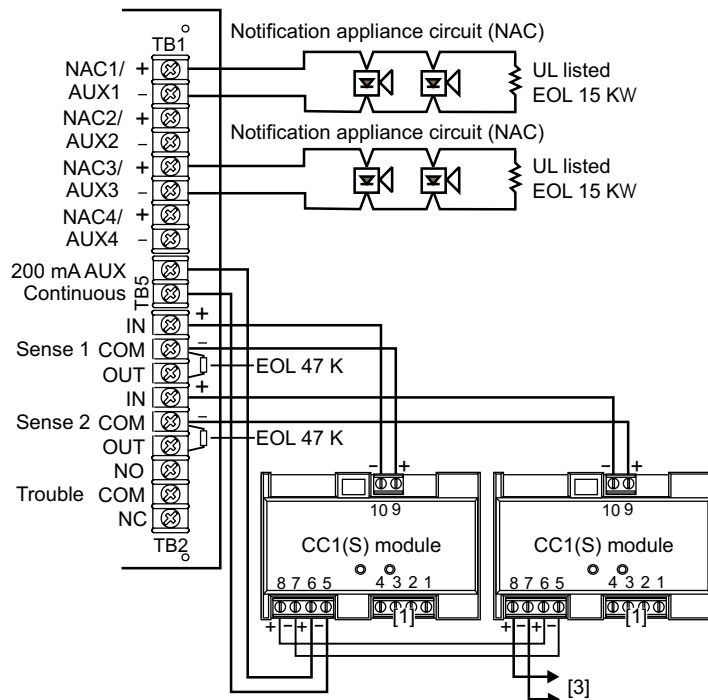 TB1
Notification appliance circuit (NAC)
NAC1/ +
AUX1 –
UL listed
EOL 15 KW
NAC2/ +
AUX2 –
Notification appliance circuit (NAC)
NAC3/ +
AUX3 –
UL listed
EOL 15 KW
NAC4/ +
AUX4 –
200 mA AUX
Continuous
TB5
+
IN
–
Sense 1 COM
EOL 47 K
OUT
+
IN
–
Sense 2 COM
EOL 47 K
OUT
NO
Trouble COM
NC
TB2
– +
10 9
CC1(S) module
8 7 6 5 4 3 2 1
[1]
+ – + –
– +
10 9
CC1(S) module
8 7 6 5 4 3 2 1
[1]
+ – + –
[3]